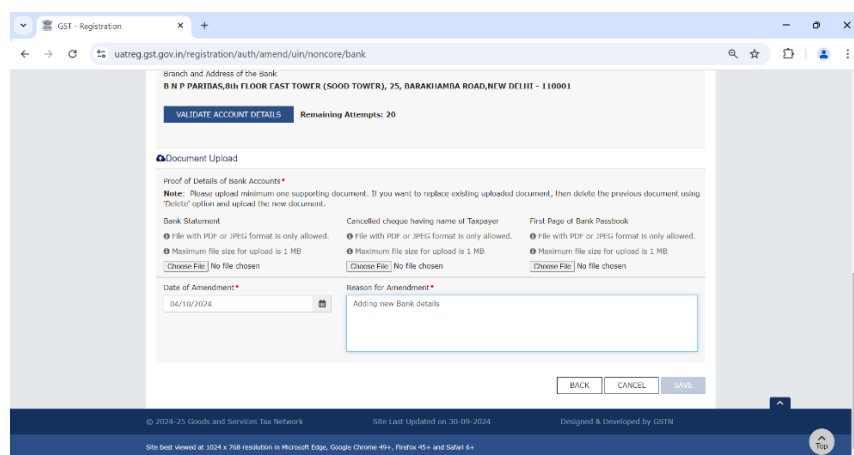 GST - Registration
uatreg.gst.gov.in/registration/auth/amend/uin/noncore/bank
Branch and Address of the Bank
B N P PARIBAS,8th FLOOR EAST TOWER (SOOD TOWER), 25, BARAKHAMBA ROAD,NEW DELHI - 110001
VALIDATE ACCOUNT DETAILS Remaining Attempts: 20
Document Upload
Proof of Details of Bank Accounts•
Note: Please upload minimum one supporting document. If you want to replace existing uploaded document, then delete the previous document using
'Delete' option and upload the new document.
Bank Statement Cancelled cheque having name of Taxpayer First Page of Bank Passbook
File with PDF or JPEG format is only allowed. File with PDF or JPEG format is only allowed. File with PDF or JPEG format is only allowed.
Maximum file size for upload is 1 MB Maximum file size for upload is 1 MB Maximum file size for upload is 1 MB
Choose File No file chosen Choose File No file chosen Choose File No file chosen
Date of Amendment• Reason for Amendment•
04/10/2024 Adding new Bank details
BACK CANCEL SAVE
© 2024-25 Goods and Services Tax Network Site Last Updated on 30-09-2024 Designed & Developed by GSTN
Site best viewed at 1024 x 768 resolution in Microsoft Edge, Google Chrome 49+, Firefox 45+ and Safari 6+
Top